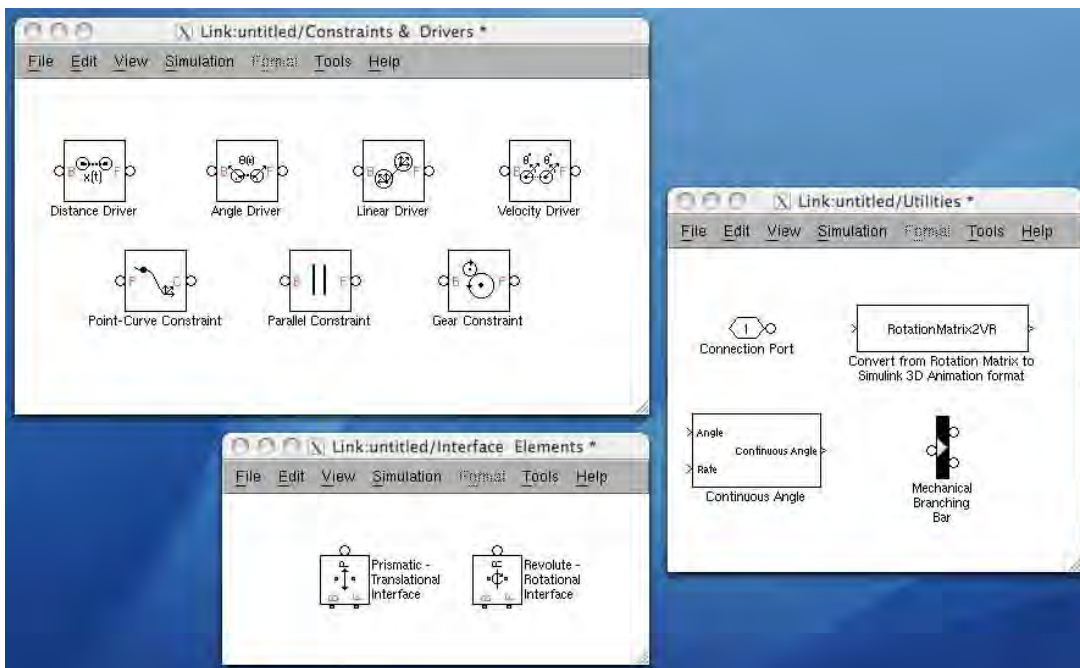 X Link:untitled/Constraints & Drivers *
File Edit View Simulation Format Tools Help
B F
x(t)
Distance Driver
θ(t)
B F
Angle Driver
B F
Linear Driver
θ θ
B F
Velocity Driver
P C
Point-Curve Constraint
B F
Parallel Constraint
B F
Gear Constraint
X Link:untitled/Utilities *
File Edit View Simulation Format Tools Help
1
Connection Port
RotationMatrix2VR
Convert from Rotation Matrix to
Simulink 3D Animation format
Angle
Continuous Angle
Rate
Continuous Angle
Mechanical
Branching
Bar
X Link:untitled/Interface Elements *
File Edit View Simulation Format Tools Help
P
B F
Prismatic -
Translational
Interface
R
B F
Revolute -
Rotational
Interface